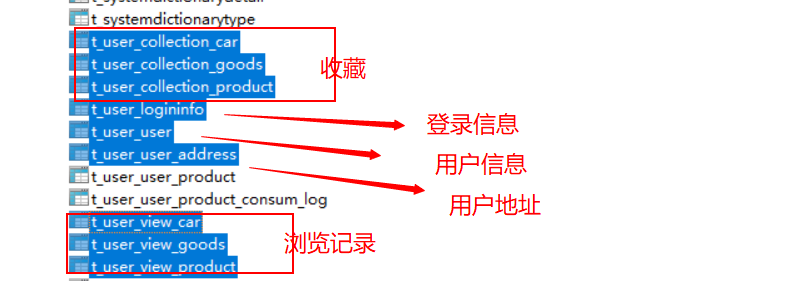 t_systemdictionarytype
t_user_collection_car
t_user_collection_goods
收藏
t_user_collection_product
t_user_logininfo
登录信息
t_user_user
t_user_user_address
用户信息
t_user_user_product
t_user_user_product_consum_log
用户地址
t_user_view_car
t_user_view_goods
浏览记录
t_user_view_product